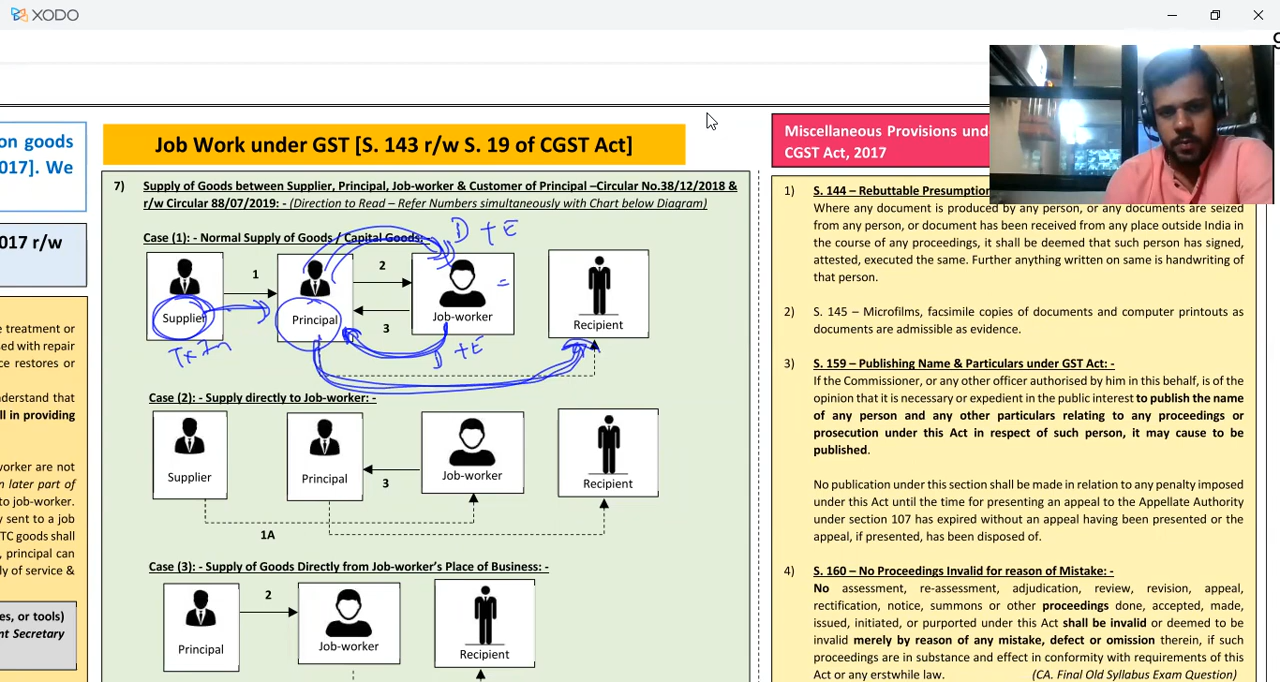 XODO
9
on goods
017]. We
017 r/w
e treatment or
sed with repair
ce restores or
derstand that
ll in providing
worker are not
n later part of
to job-worker.
y sent to a job
TC goods shall
, principal can
ly of service &
es, or tools)
nt Secretary
Job Work under GST [S. 143 r/w S. 19 of CGST Act]
7) Supply of Goods between Supplier, Principal, Job-worker & Customer of Principal –Circular No.38/12/2018 &
r/w Circular 88/07/2019: - (Direction to Read – Refer Numbers simultaneously with Chart below Diagram)
Case (1): - Normal Supply of Goods / Capital Goods: -
D + E
1
2
3
Supplier
Principal
Job-worker
=
Recipient
Tx In
D + E
Case (2): - Supply directly to Job-worker: -
Supplier
Principal
3
Job-worker
Recipient
1A
Case (3): - Supply of Goods Directly from Job-worker's Place of Business: -
2
Principal
Job-worker
Recipient
Miscellaneous Provisions und
CGST Act, 2017
1) S. 144 – Rebuttable Presumption
Where any document is produced by any person, or any documents are seized
from any person, or document has been received from any place outside India in
the course of any proceedings, it shall be deemed that such person has signed,
attested, executed the same. Further anything written on same is handwriting of
that person.
2) S. 145 – Microfilms, facsimile copies of documents and computer printouts as
documents are admissible as evidence.
3) S. 159 – Publishing Name & Particulars under GST Act: -
If the Commissioner, or any other officer authorised by him in this behalf, is of the
opinion that it is necessary or expedient in the public interest to publish the name
of any person and any other particulars relating to any proceedings or
prosecution under this Act in respect of such person, it may cause to be
published.
No publication under this section shall be made in relation to any penalty imposed
under this Act until the time for presenting an appeal to the Appellate Authority
under section 107 has expired without an appeal having been presented or the
appeal, if presented, has been disposed of.
4) S. 160 – No Proceedings Invalid for reason of Mistake: -
No assessment, re-assessment, adjudication, review, revision, appeal,
rectification, notice, summons or other proceedings done, accepted, made,
issued, initiated, or purported under this Act shall be invalid or deemed to be
invalid merely by reason of any mistake, defect or omission therein, if such
proceedings are in substance and effect in conformity with requirements of this
Act or any erstwhile law. (CA. Final Old Syllabus Exam Question)